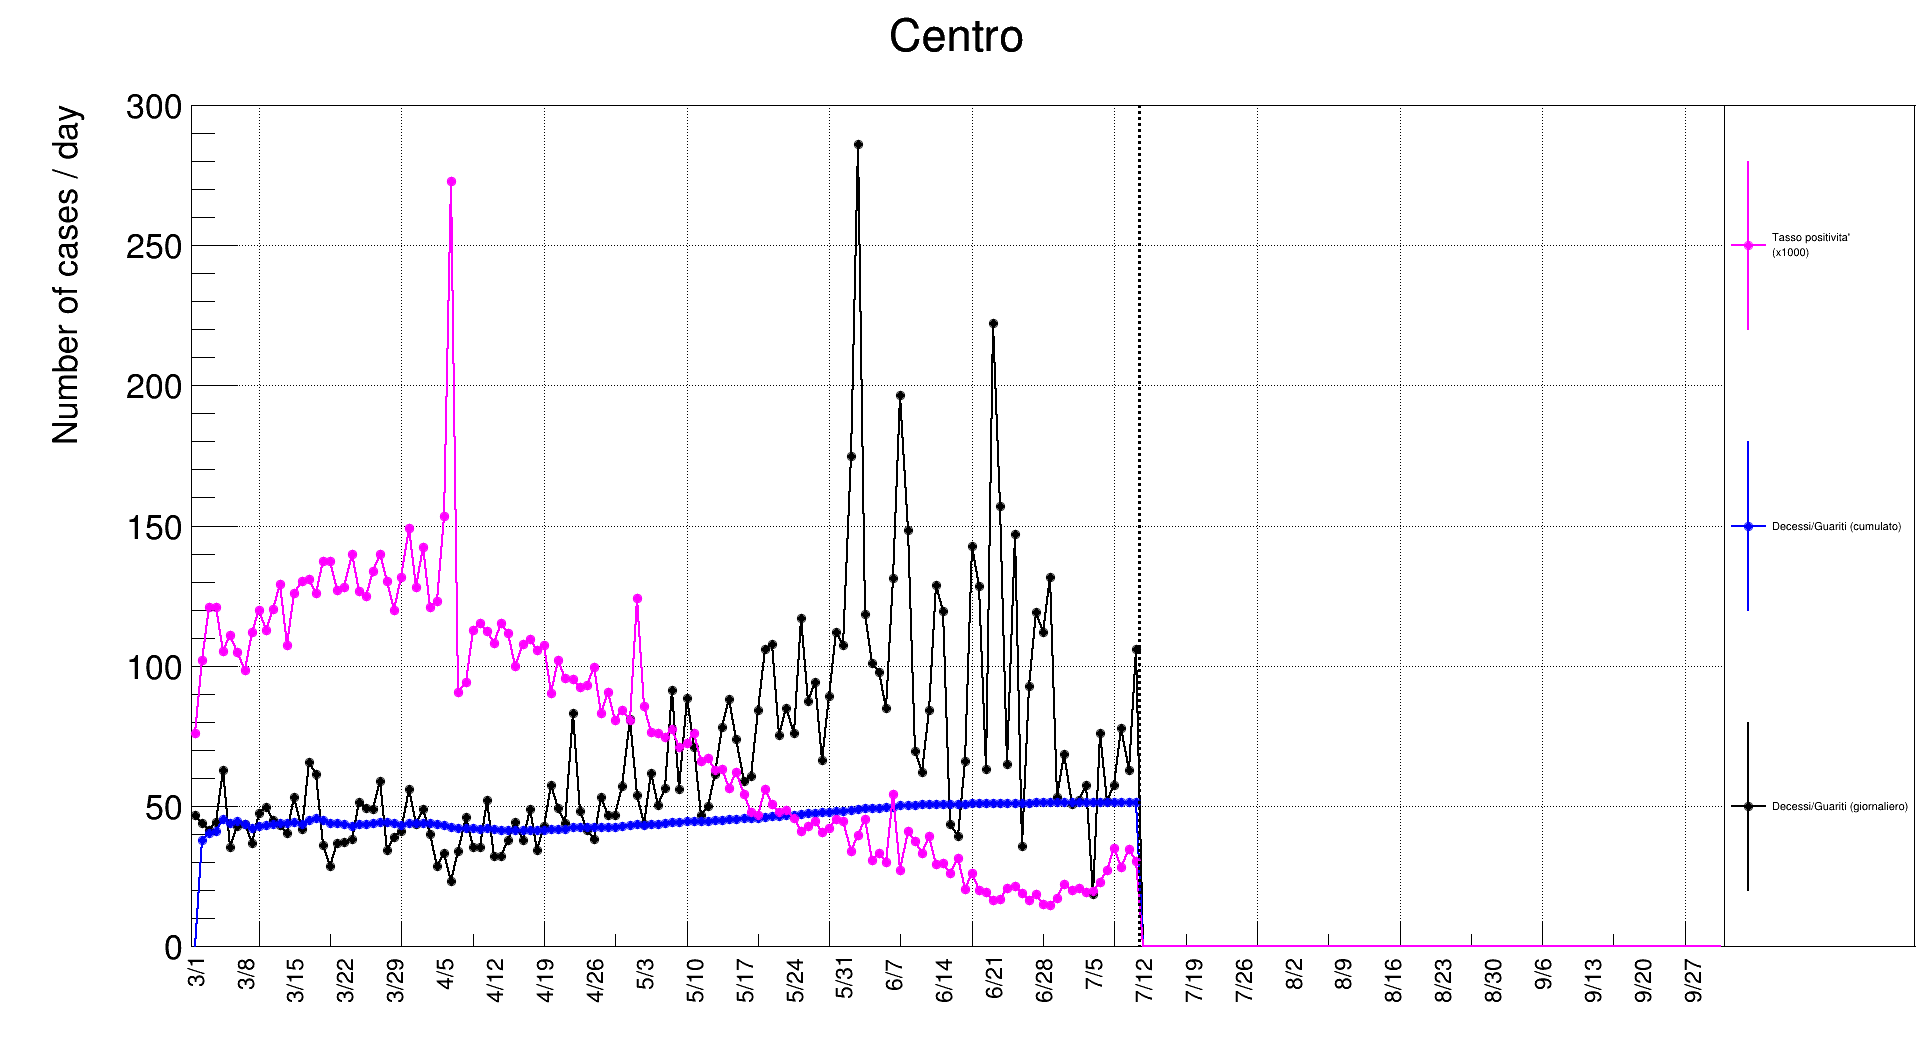 Centro
Number of cases / day
300
250
200
150
100
50
0
3/1 3/8 3/15 3/22 3/29 4/5 4/12 4/19 4/26 5/3 5/10 5/17 5/24 5/31 6/7 6/14 6/21 6/28 7/5 7/12 7/19 7/26 8/2 8/9 8/16 8/23 8/30 9/6 9/13 9/20 9/27
Tasso positivita'
(x1000)
Decessi/Guariti (cumulato)
Decessi/Guariti (giornaliero)